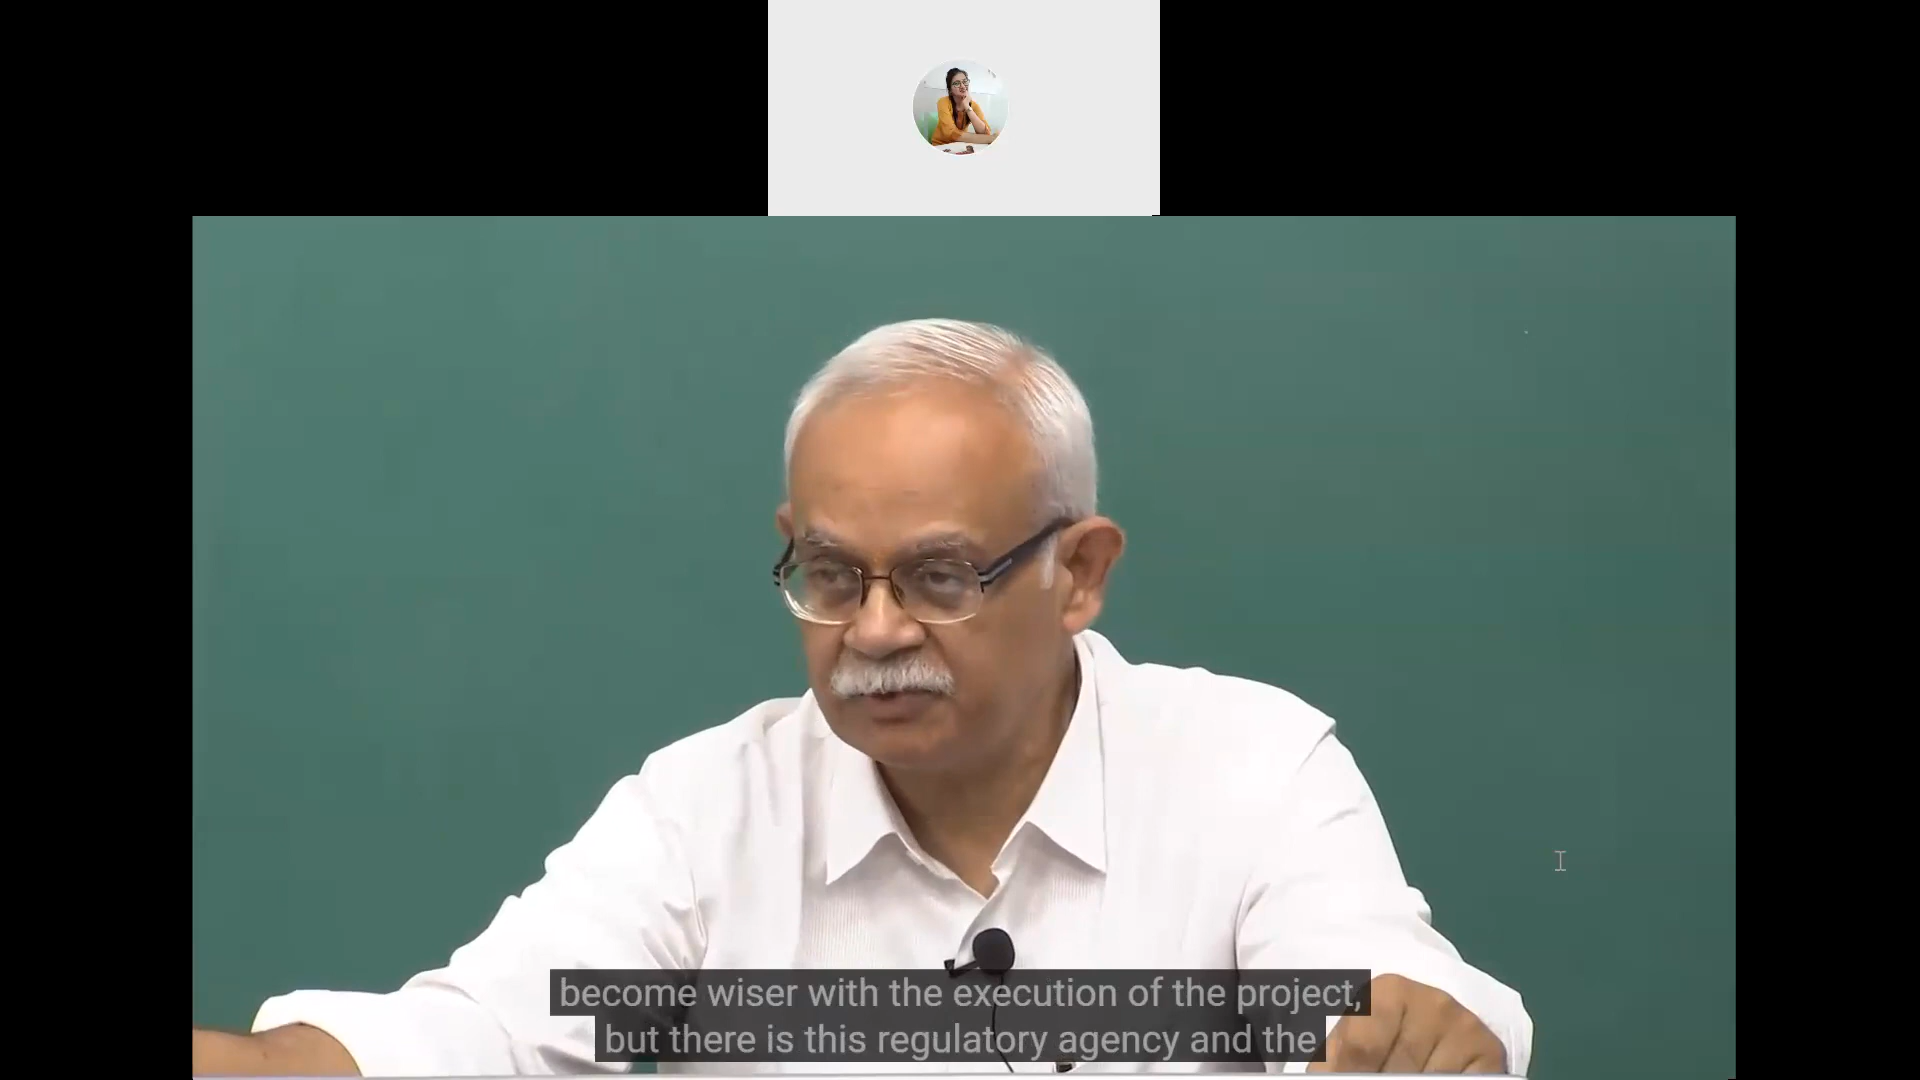 become wiser with the execution of the project,
but there is this regulatory agency and the